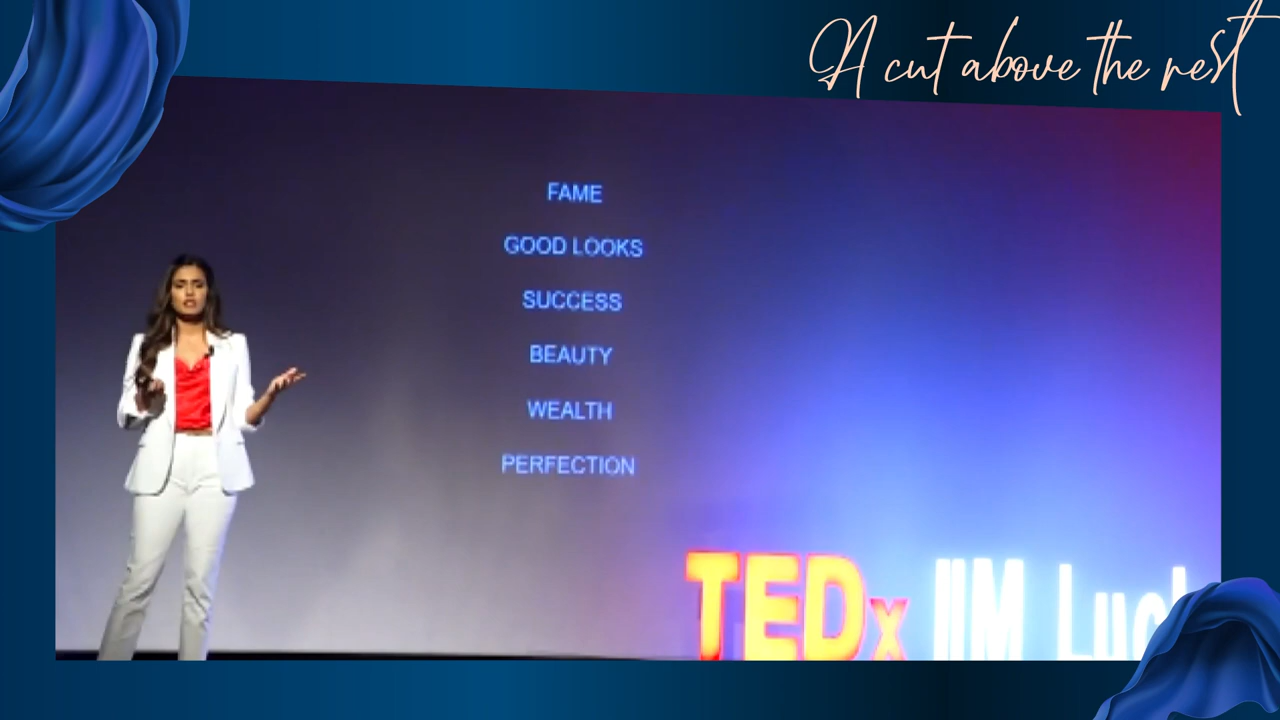 A cut above the rest
FAME
GOOD LOOKS
SUCCESS
BEAUTY
WEALTH
PERFECTION
TEDx IIM